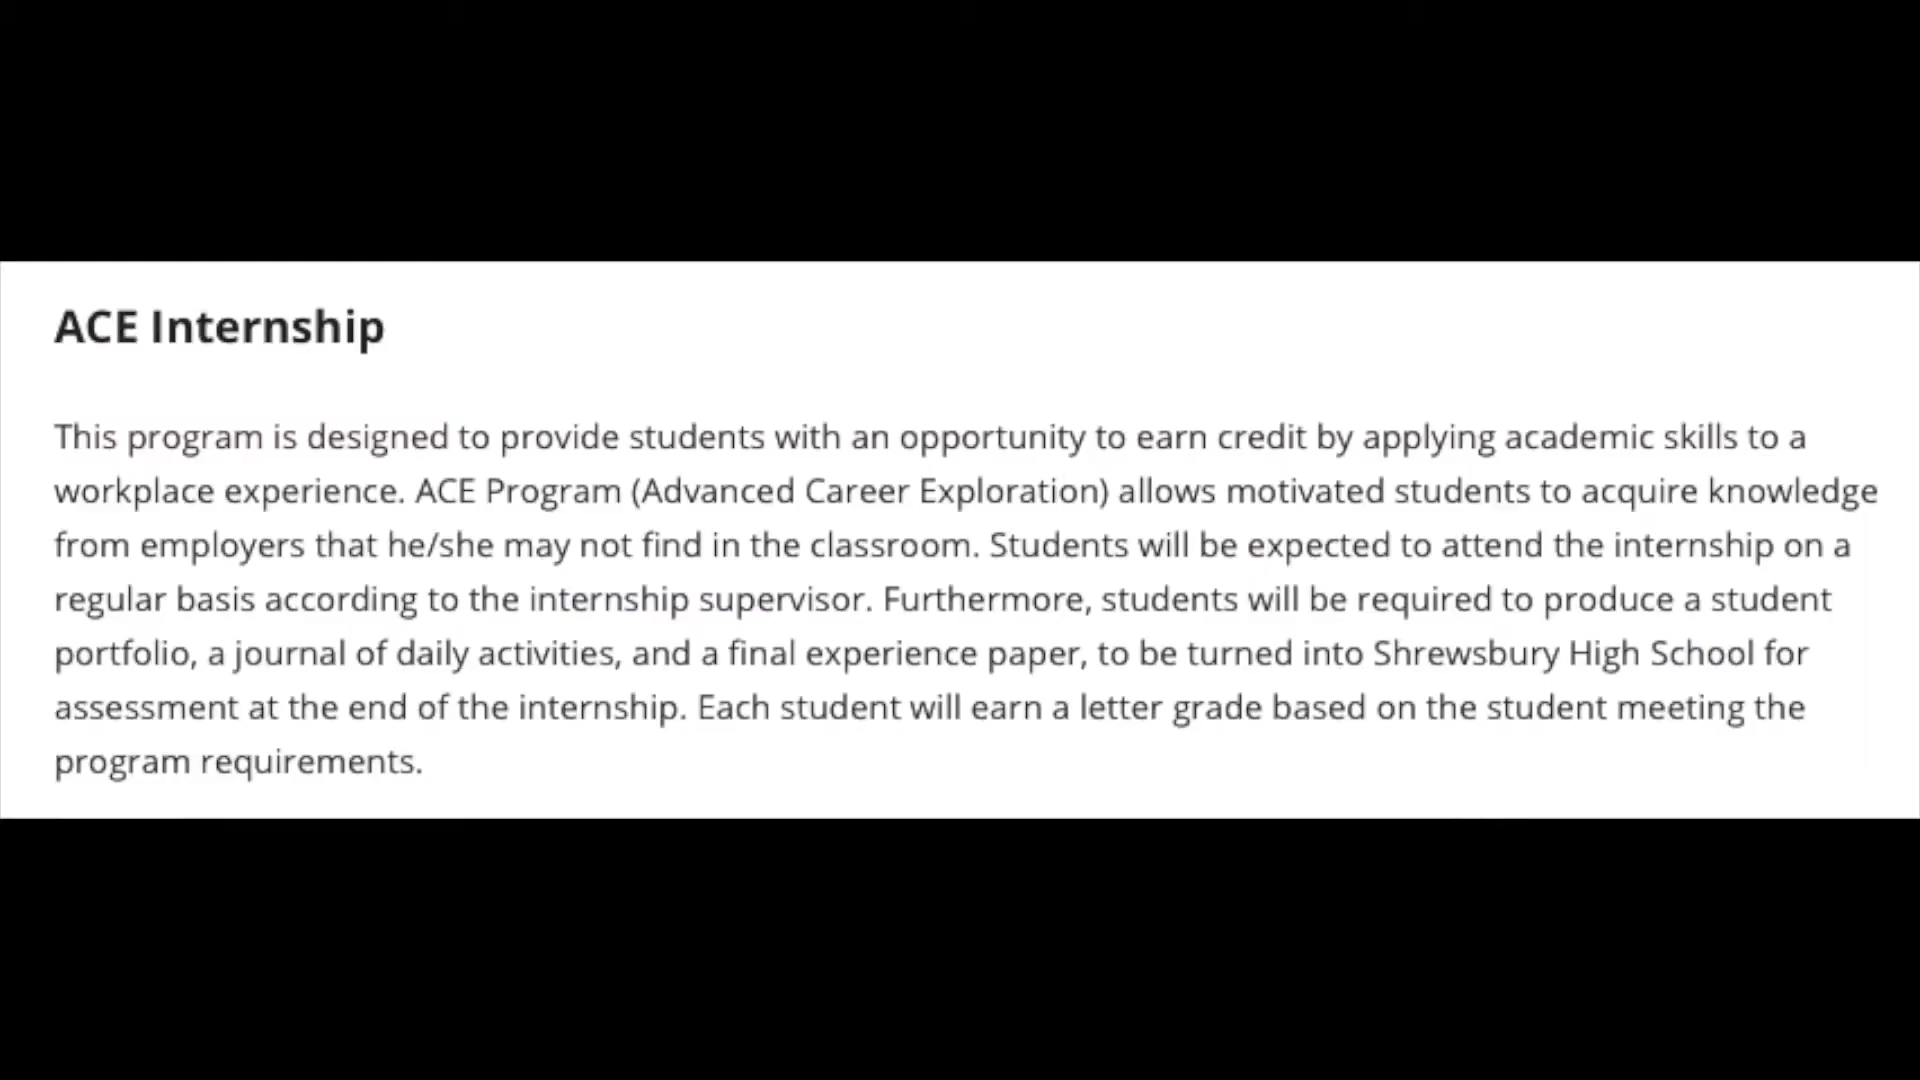 ACE Internship
This program is designed to provide students with an opportunity to earn credit by applying academic skills to a
workplace experience. ACE Program (Advanced Career Exploration) allows motivated students to acquire knowledge
from employers that he/she may not find in the classroom. Students will be expected to attend the internship on a
regular basis according to the internship supervisor. Furthermore, students will be required to produce a student
portfolio, a journal of daily activities, and a final experience paper, to be turned into Shrewsbury High School for
assessment at the end of the internship. Each student will earn a letter grade based on the student meeting the
program requirements.